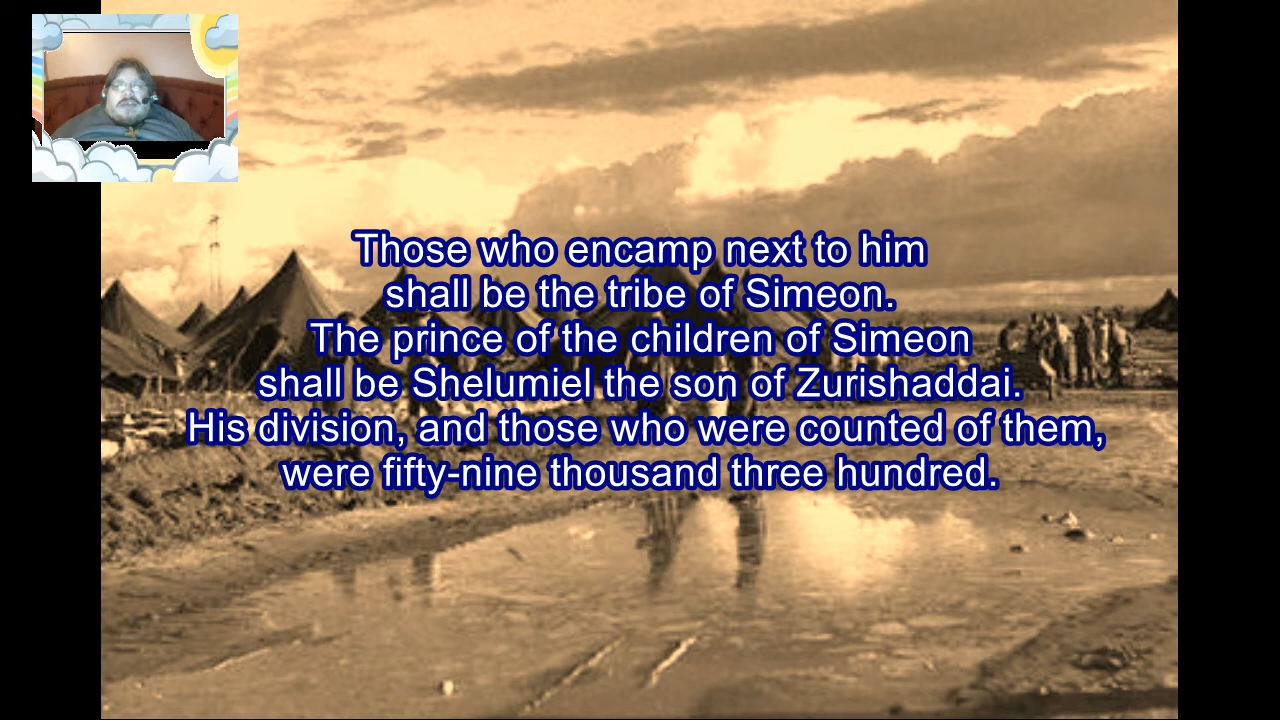 Those who encamp next to him
shall be the tribe of Simeon.
The prince of the children of Simeon
shall be Shelumiel the son of Zurishaddai.
His division, and those who were counted of them,
were fifty-nine thousand three hundred.